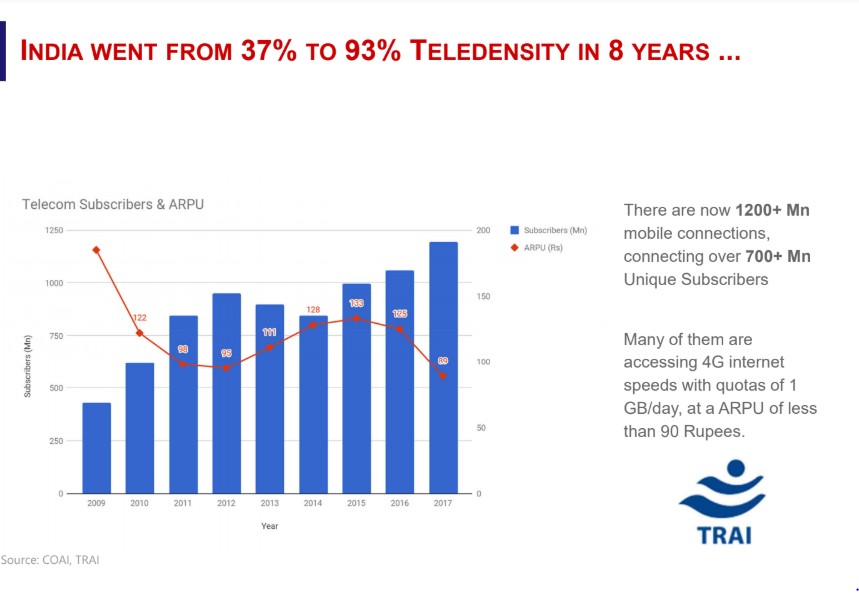 INDIA WENT FROM 37% TO 93% TELEDENSITY IN 8 YEARS ...
Telecom Subscribers & ARPU
1250
1000
750
500
250
0
Subscribers (Mn)
200
150
100
50
0
122
98
95
111
128
133
125
89
2009 2010 2011 2012 2013 2014 2015 2016 2017
Year
Subscribers (Mn)
ARPU (Rs)
There are now 1200+ Mn
mobile connections,
connecting over 700+ Mn
Unique Subscribers
Many of them are
accessing 4G internet
speeds with quotas of 1
GB/day, at a ARPU of less
than 90 Rupees.
TRAI
Source: COAI, TRAI